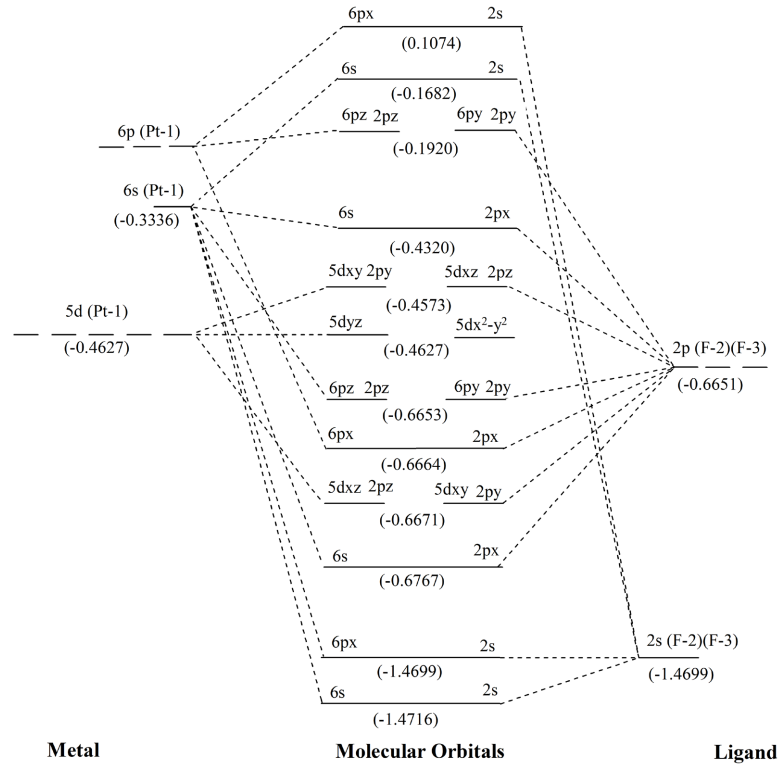 6px 2s
(0.1074)
6s 2s
(-0.1682)
6pz 2pz 6py 2py
(-0.1920)
6p (Pt-1)
6s (Pt-1)
(-0.3336)
6s 2px
(-0.4320)
5dxy 2py 5dxz 2pz
(-0.4573)
5d (Pt-1)
(-0.4627)
5dyz 5dx²-y²
(-0.4627)
2p (F-2)(F-3)
(-0.6651)
6pz 2pz 6py 2py
(-0.6653)
6px 2px
(-0.6664)
5dxz 2pz 5dxy 2py
(-0.6671)
6s 2px
(-0.6767)
6px 2s
(-1.4699)
2s (F-2)(F-3)
(-1.4699)
6s 2s
(-1.4716)
Metal Molecular Orbitals Ligand